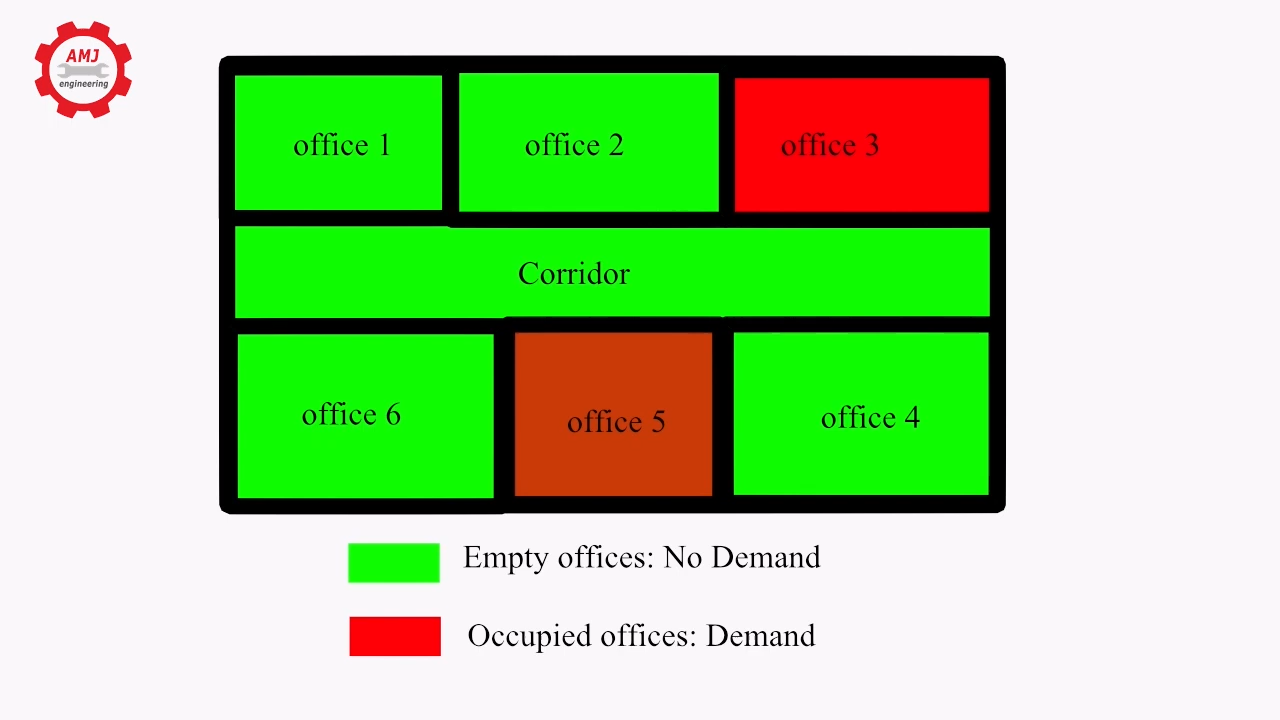 AMJ
engineering
office 1
office 2
office 3
Corridor
office 6
office 5
office 4
Empty offices: No Demand
Occupied offices: Demand